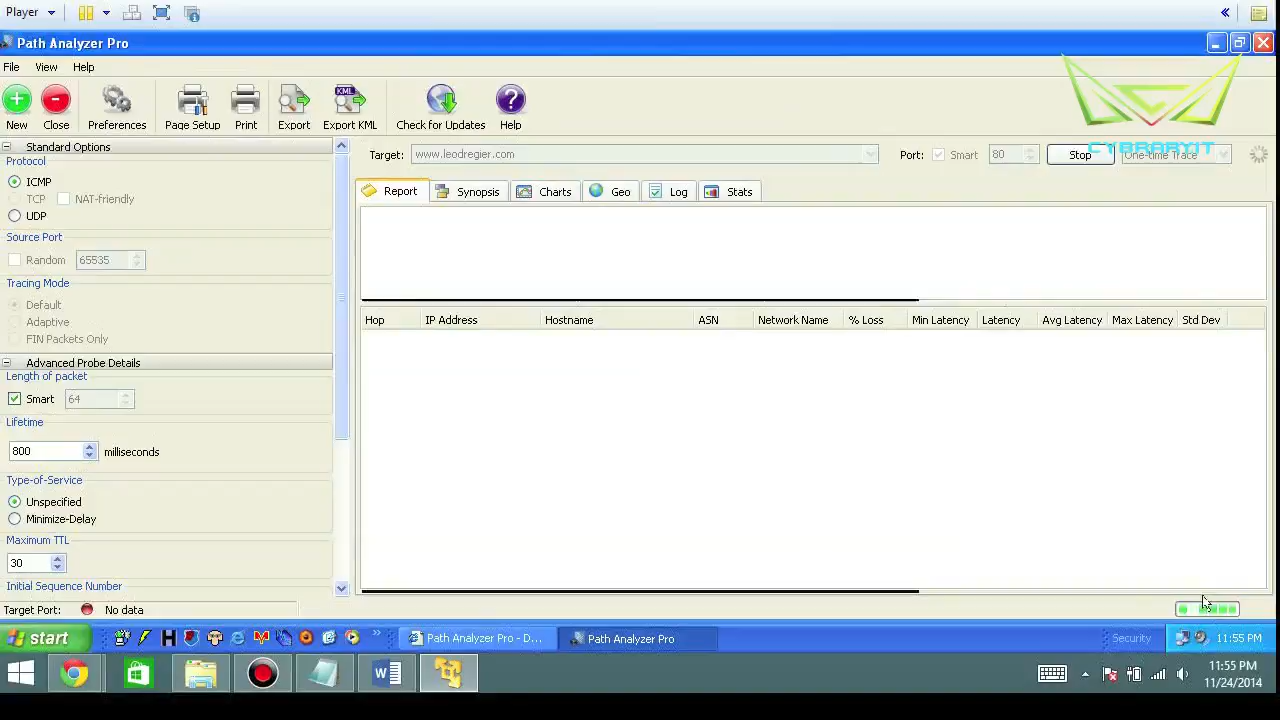 Player
Path Analyzer Pro
File View Help
New Close Preferences Page Setup Print Export Export KML Check for Updates Help
KML
CYBRARY.IT
Standard Options
Protocol
ICMP
TCP NAT-friendly
UDP
Source Port
Random 65535
Tracing Mode
Default
Adaptive
FIN Packets Only
Advanced Probe Details
Length of packet
Smart 64
Lifetime
800 milliseconds
Type-of-Service
Unspecified
Minimize-Delay
Maximum TTL
30
Initial Sequence Number
Target: www.leodregier.com Port: Smart 80 Stop One-time Trace
Report Synopsis Charts Geo Log Stats
Hop IP Address Hostname ASN Network Name % Loss Min Latency Latency Avg Latency Max Latency Std Dev
Target Port: No data
start Path Analyzer Pro - D... Path Analyzer Pro Security 11:55 PM
11:55 PM
11/24/2014